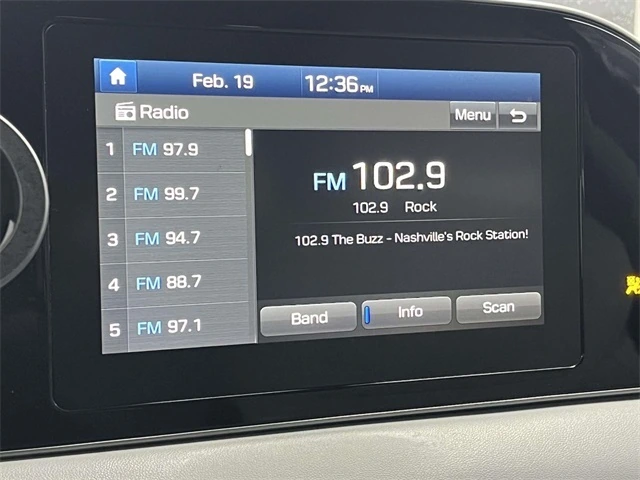 Feb. 19 12:36 PM
Radio Menu
1 FM 97.9
2 FM 99.7
3 FM 94.7
4 FM 88.7
5 FM 97.1
FM 102.9
102.9 Rock
102.9 The Buzz - Nashville's Rock Station!
Band Info Scan